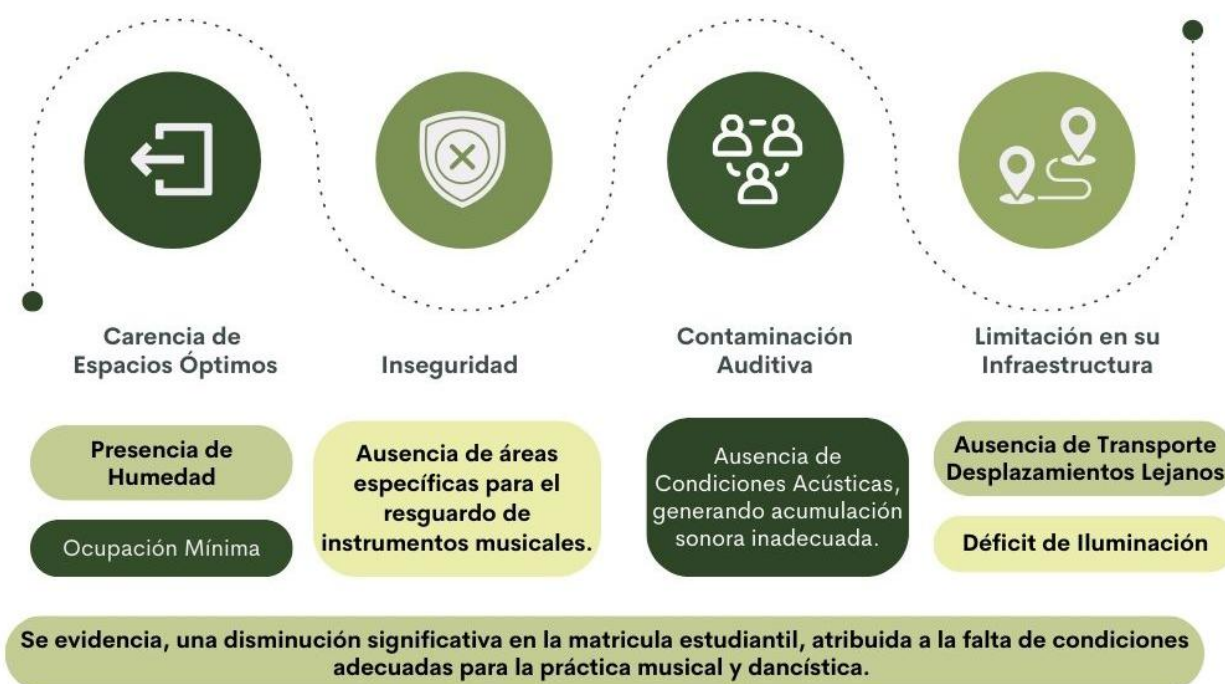 Carencia de
Espacios Óptimos
Inseguridad
Contaminación
Auditiva
Limitación en su
Infraestructura
Presencia de
Humedad
Ocupación Mínima
Ausencia de áreas
específicas para el
resguardo de
instrumentos musicales.
Ausencia de
Condiciones Acústicas,
generando acumulación
sonora inadecuada.
Ausencia de Transporte
Desplazamientos Lejanos
Déficit de Iluminación
Se evidencia, una disminución significativa en la matricula estudiantil, atribuida a la falta de condiciones
adecuadas para la práctica musical y dancística.